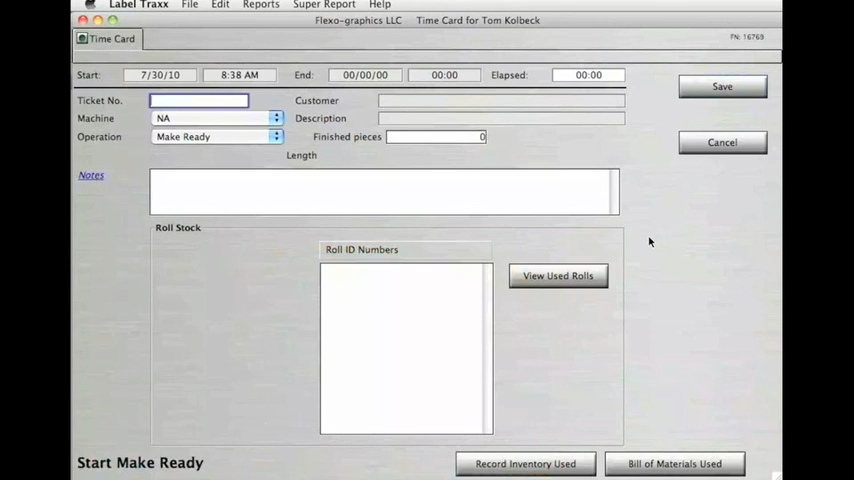 Label Traxx File Edit Reports Super Report Help
Flexo-graphics LLC Time Card for Tom Kolbeck
Time Card
FN: 16769
Start: 7/30/10 8:38 AM End: 00/00/00 00:00 Elapsed: 00:00
Save
Ticket No. Customer
Machine NA Description
Operation Make Ready Finished pieces 0
Cancel
Length
Notes
Roll Stock
Roll ID Numbers
View Used Rolls
Start Make Ready
Record Inventory Used
Bill of Materials Used